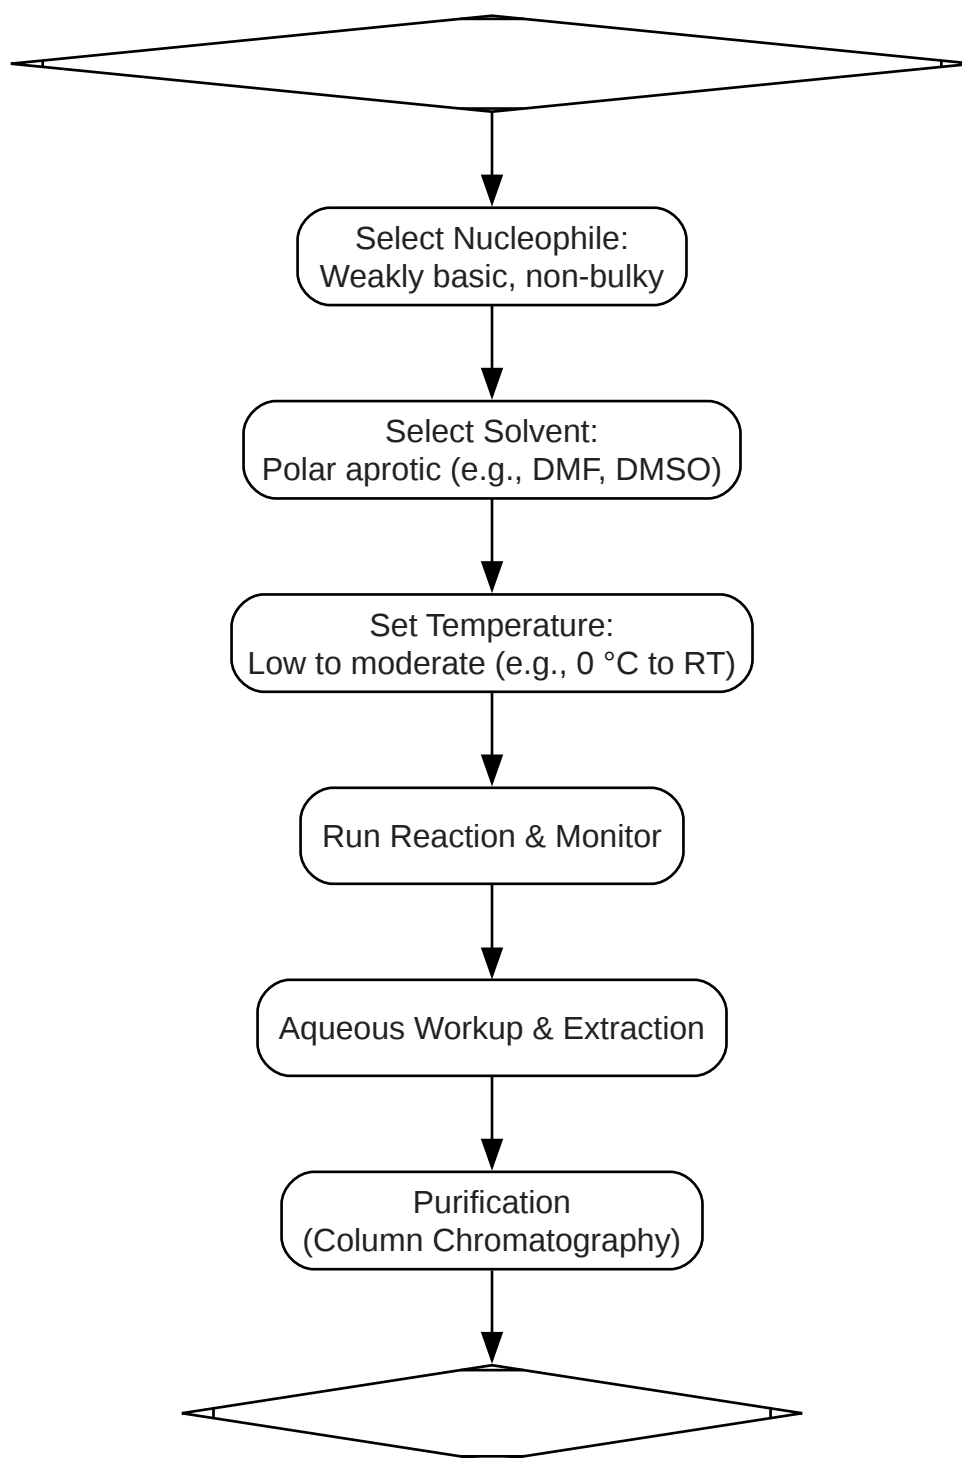 Select Nucleophile:
Weakly basic, non-bulky
Select Solvent:
Polar aprotic (e.g., DMF, DMSO)
Set Temperature:
Low to moderate (e.g., 0 °C to RT)
Run Reaction & Monitor
Aqueous Workup & Extraction
Purification
(Column Chromatography)